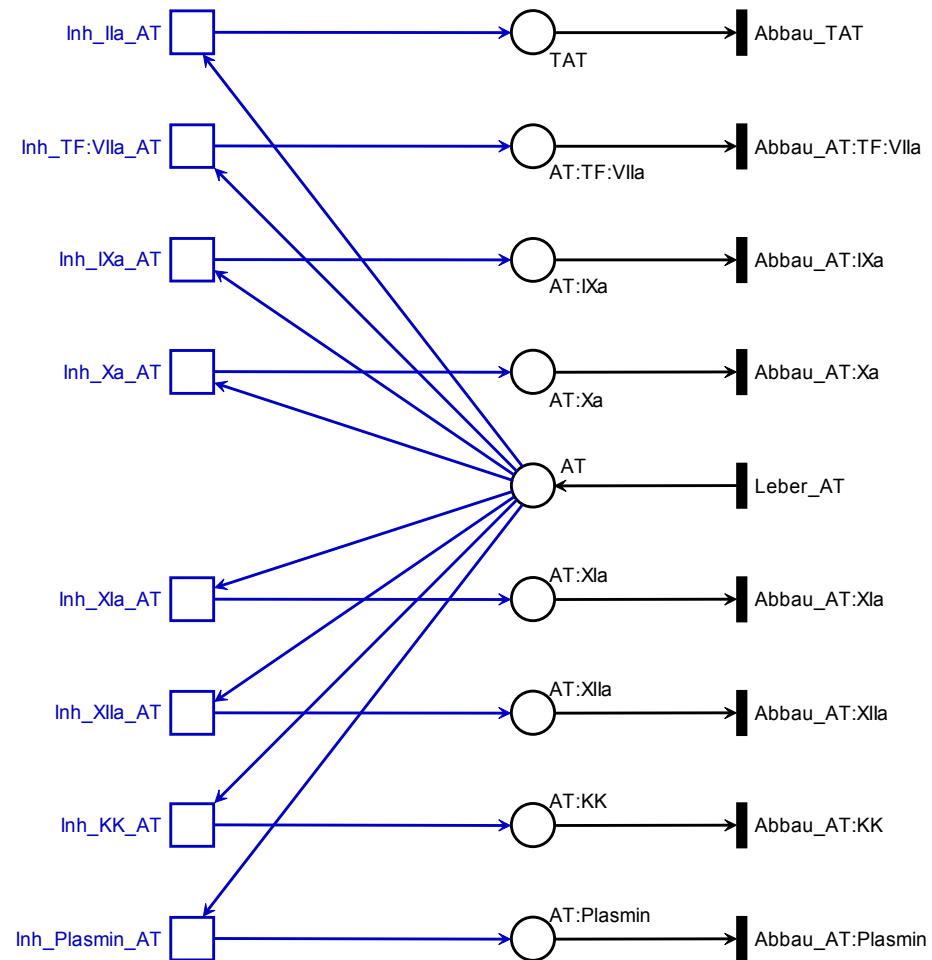 Inh_IIa_AT
TAT
Abbau_TAT
Inh_TF:VIIa_AT
AT:TF:VIIa
Abbau_AT:TF:VIIa
Inh_IXa_AT
AT:IXa
Abbau_AT:IXa
Inh_Xa_AT
AT:Xa
Abbau_AT:Xa
AT
Leber_AT
Inh_XIa_AT
AT:XIa
Abbau_AT:XIa
Inh_XIIa_AT
AT:XIIa
Abbau_AT:XIIa
Inh_KK_AT
AT:KK
Abbau_AT:KK
Inh_Plasmin_AT
AT:Plasmin
Abbau_AT:Plasmin